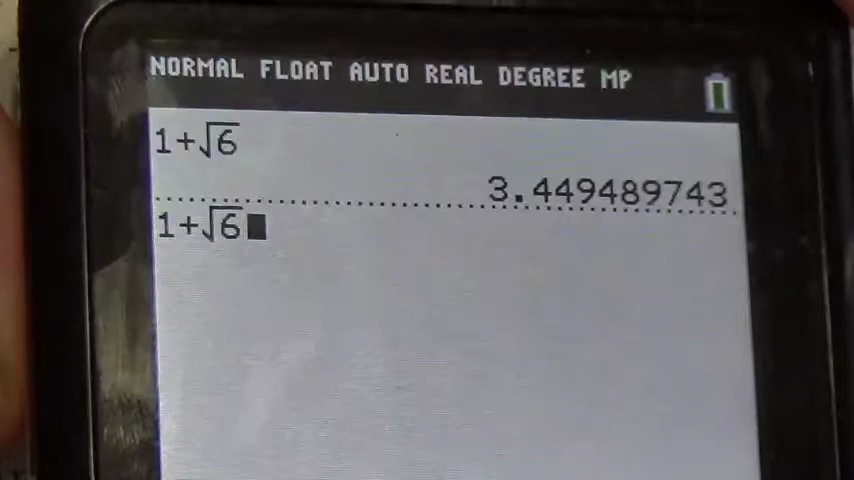 NORMAL FLOAT AUTO REAL DEGREE MP
1+√6
3.449489743
1+√6